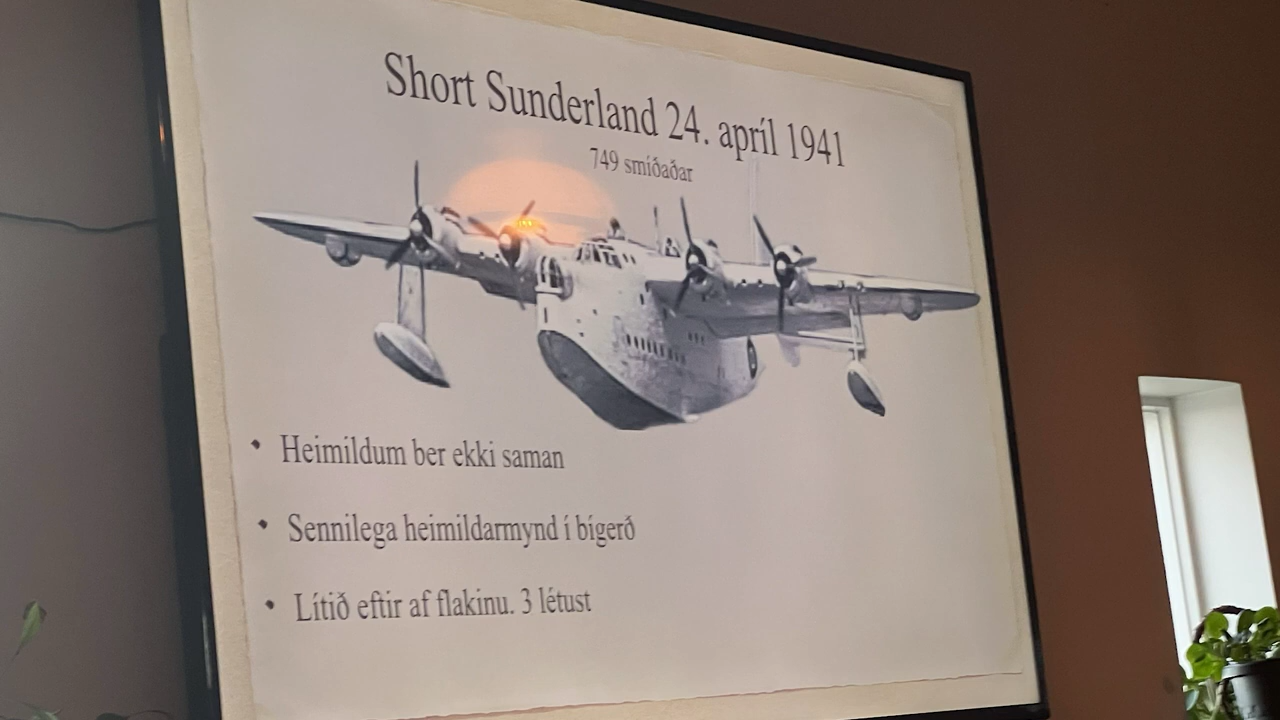 Short Sunderland 24. apríl 1941
749 smíðaðar
• Heimildum ber ekki saman
• Sennilega heimildarmynd í bígerð
• Lítið eftir af flakinu. 3 létust